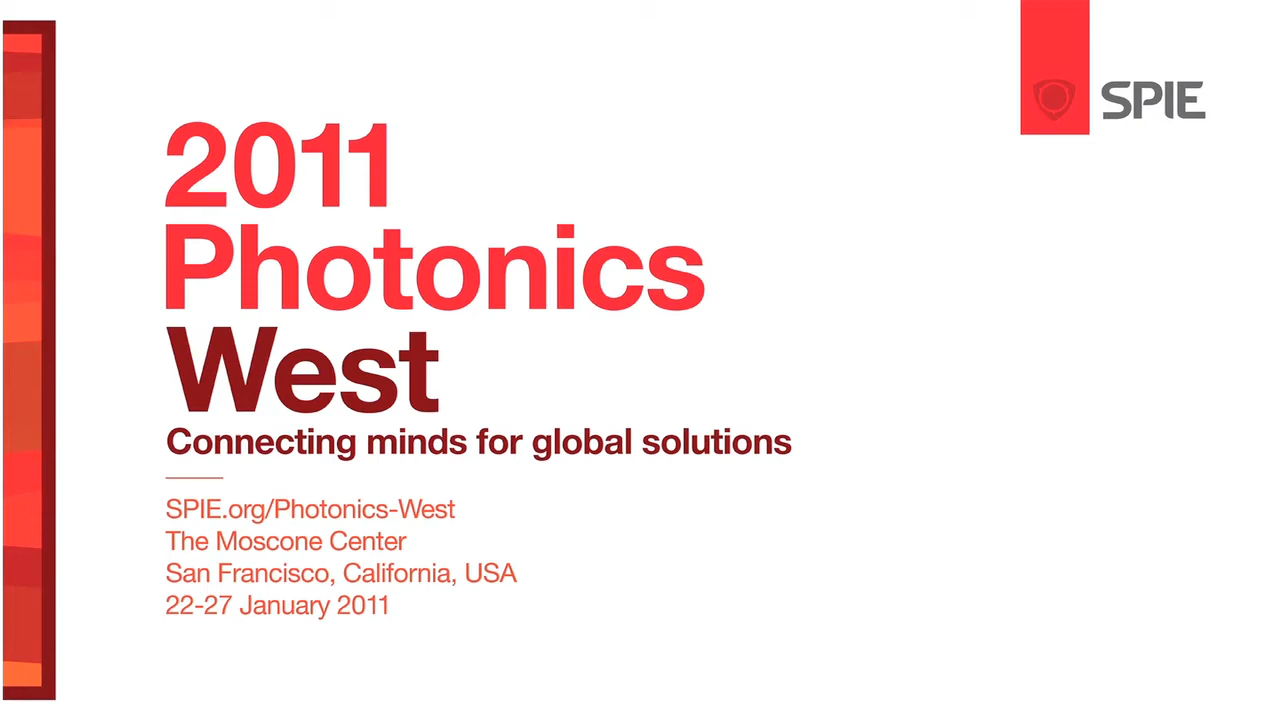 SPIE
2011
Photonics
West
Connecting minds for global solutions
SPIE.org/Photonics-West
The Moscone Center
San Francisco, California, USA
22-27 January 2011